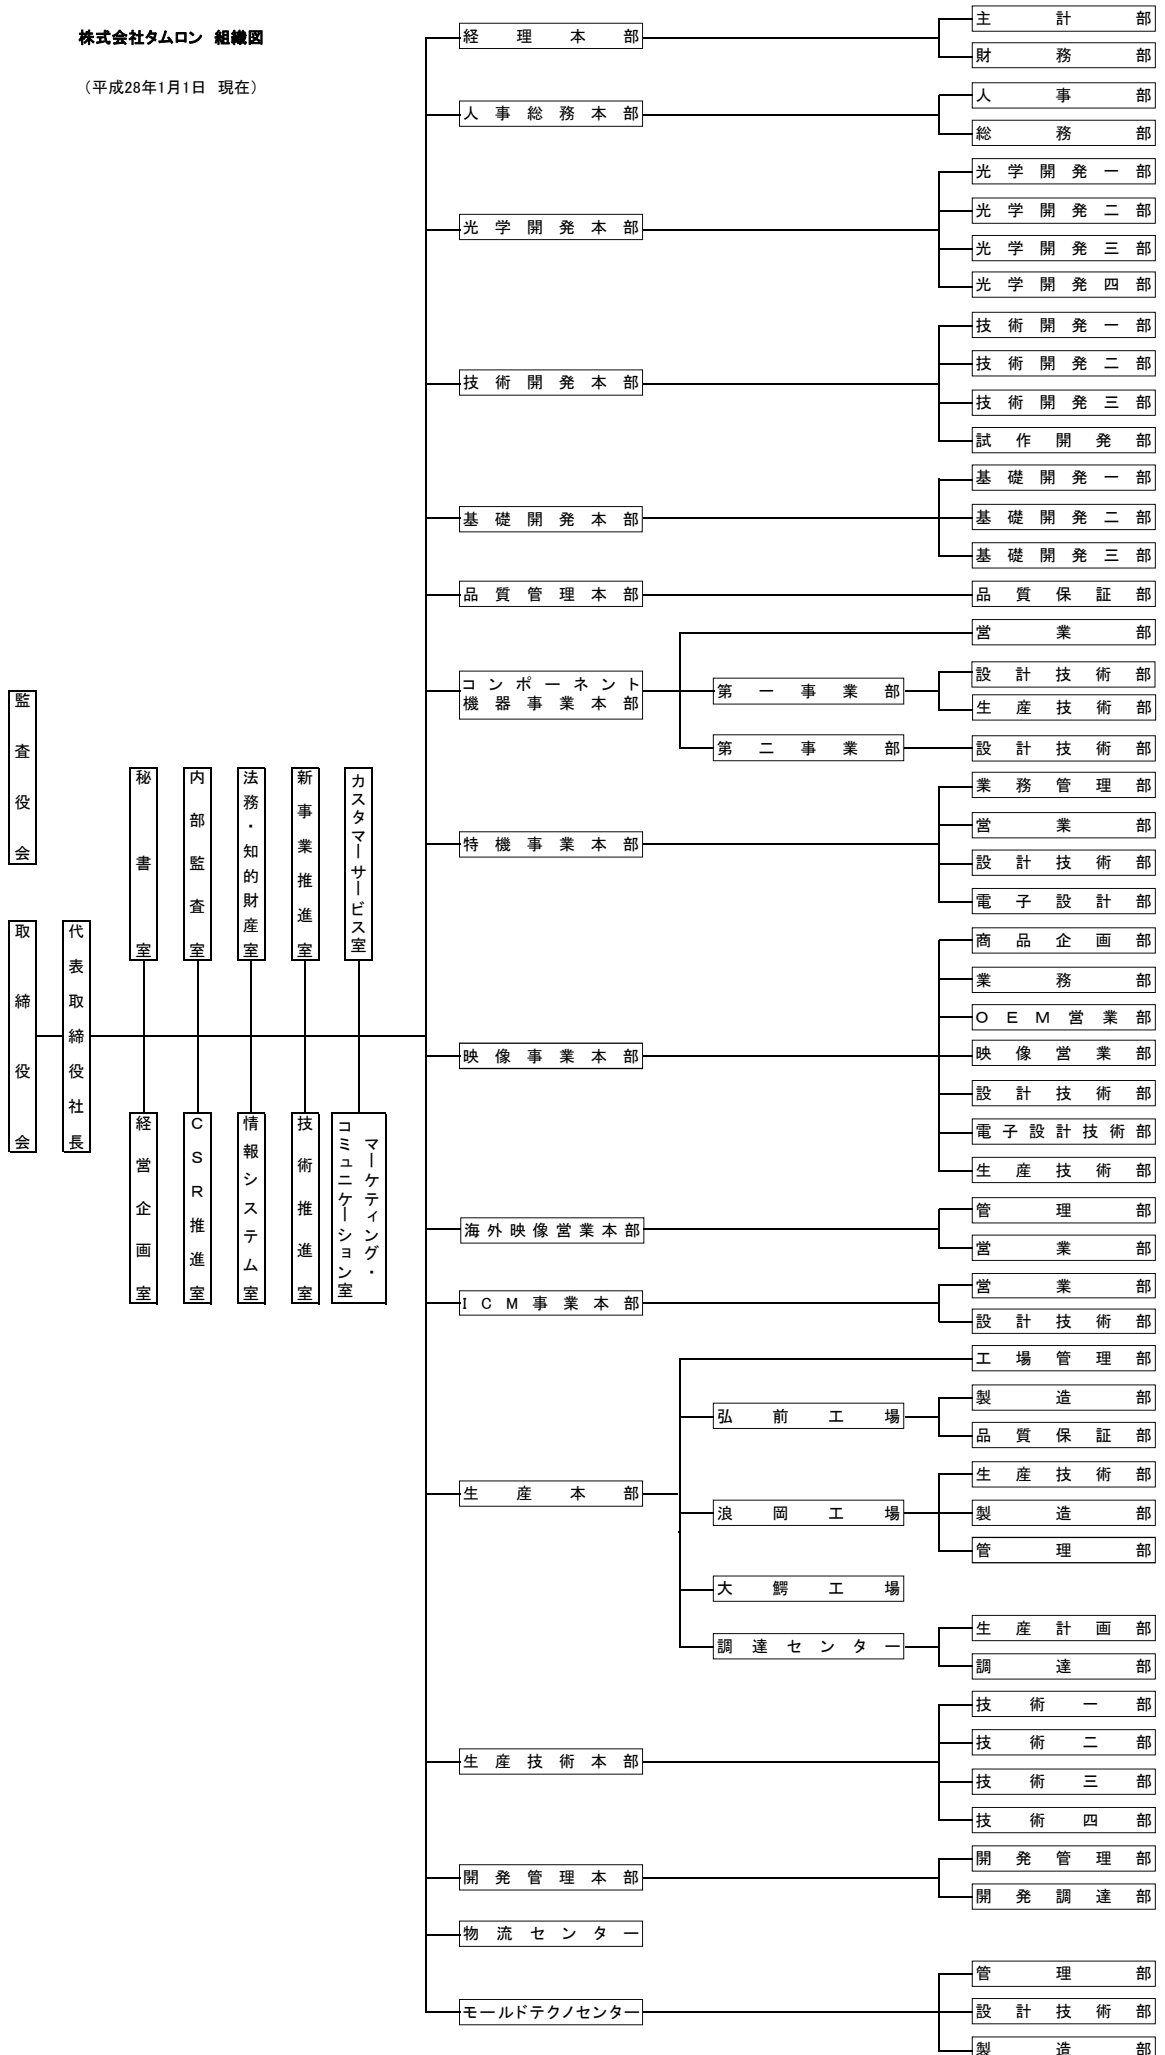 株式会社タムロン 組織図
（平成28年1月1日 現在）
監査役会
取締役会
代表取締役社長
秘書室
内部監査室
法務・知的財産室
新事業推進室
カスタマーサービス室
経営企画室
CSR推進室
情報システム室
技術推進室
マーケティング・
コミュニケーション室
経理本部
主計部
財務部
人事総務本部
人事部
総務部
光学開発本部
光学開発一部
光学開発二部
光学開発三部
光学開発四部
技術開発本部
技術開発一部
技術開発二部
技術開発三部
試作開発部
基礎開発本部
基礎開発一部
基礎開発二部
基礎開発三部
品質管理本部
品質保証部
コンポーネント
機器事業本部
営業部
第一事業部
設計技術部
生産技術部
第二事業部
設計技術部
特機事業本部
業務管理部
営業部
設計技術部
電子設計部
映像事業本部
商品企画部
業務部
OEM営業部
映像営業部
設計技術部
電子設計技術部
生産技術部
海外映像営業本部
管理部
営業部
ICM事業本部
営業部
設計技術部
生産本部
工場管理部
弘前工場
製造部
品質保証部
浪岡工場
生産技術部
製造部
管理部
大鰐工場
調達センター
生産計画部
調達部
生産技術本部
技術一部
技術二部
技術三部
技術四部
開発管理本部
開発管理部
開発調達部
物流センター
モールドテクノセンター
管理部
設計技術部
製造部